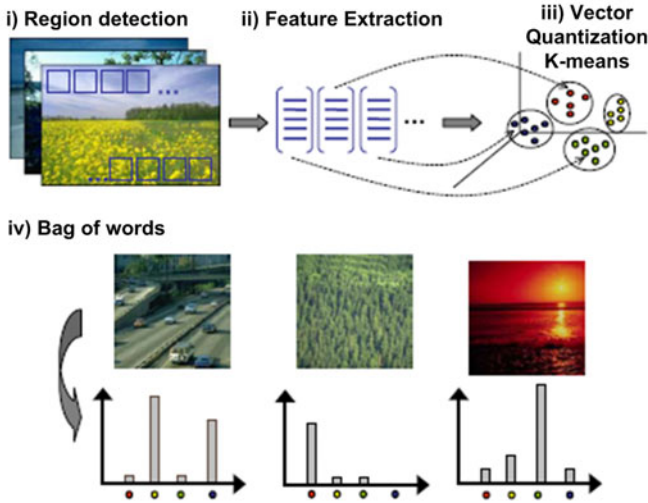 i) Region detection
ii) Feature Extraction
iii) Vector
Quantization
K-means
...
...
...
iv) Bag of words